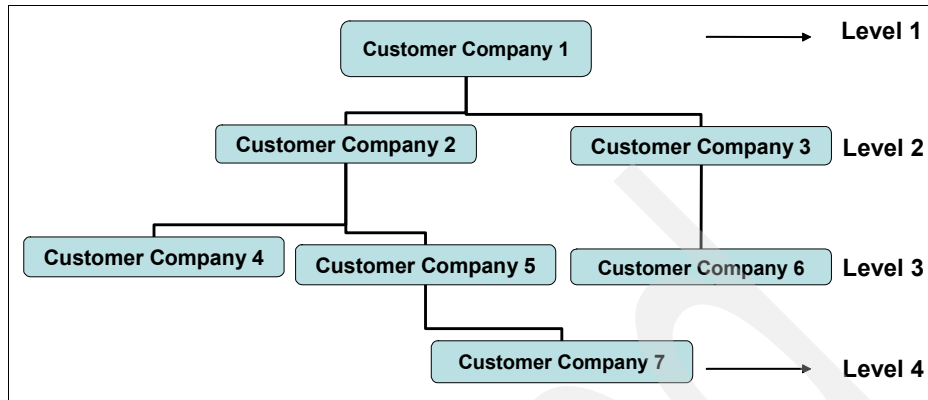 Customer Company 1
Level 1
Customer Company 2
Customer Company 3
Level 2
Customer Company 4
Customer Company 5
Customer Company 6
Level 3
Customer Company 7
Level 4